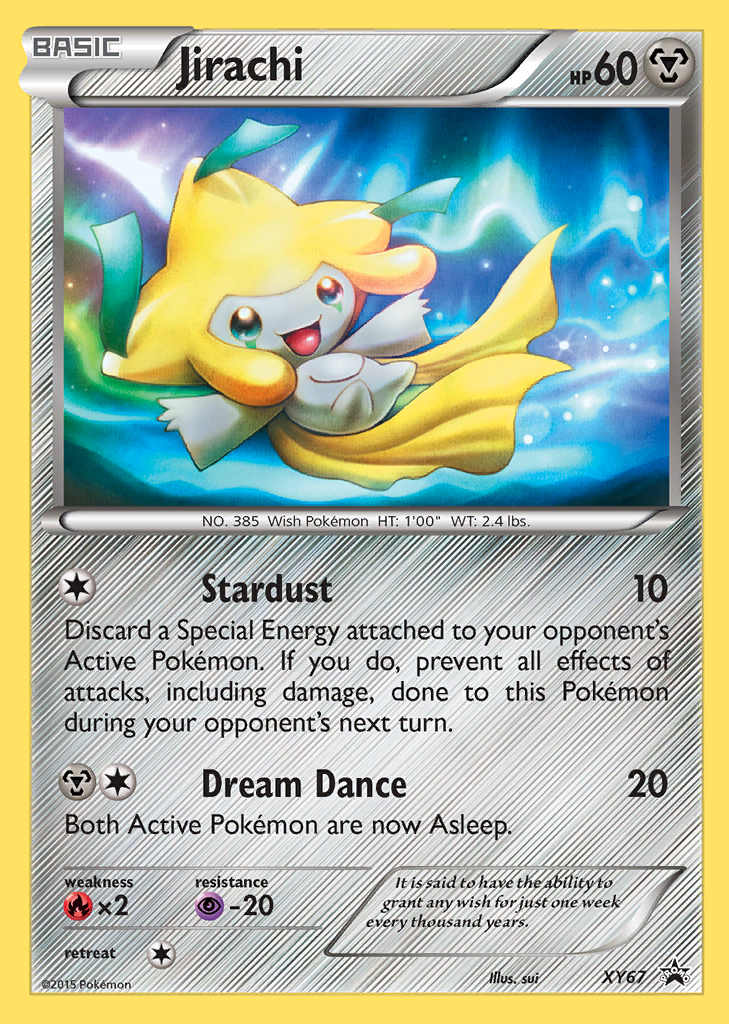 BASIC Jirachi HP60
NO. 385 Wish Pokémon HT: 1'00" WT: 2.4 lbs.
Stardust 10
Discard a Special Energy attached to your opponent's
Active Pokémon. If you do, prevent all effects of
attacks, including damage, done to this Pokémon
during your opponent's next turn.
Dream Dance 20
Both Active Pokémon are now Asleep.
weakness resistance
×2 -20
retreat
It is said to have the ability to
grant any wish for just one week
every thousand years.
©2015 Pokémon Illus. sui XY67 PROMO